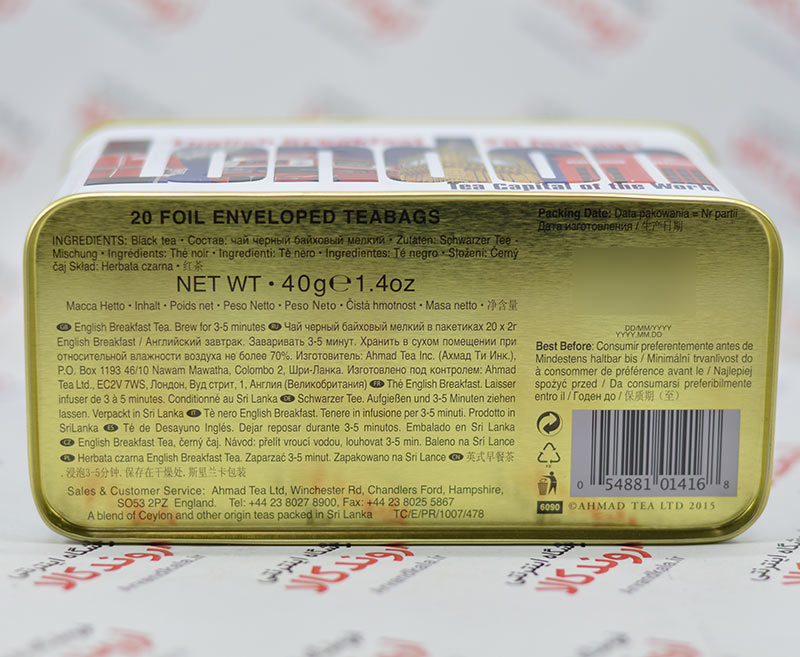 London
Tea Capital of the World
20 FOIL ENVELOPED TEABAGS
INGREDIENTS: Black tea • Состав: чай черный байховый мелкий • Zutaten: Schwarzer Tee -
Mischung • Ingrédients: Thé noir • Ingredienti: Tè nero • Ingredientes: Té negro • Složení: Černý
čaj Skład: Herbata czarna • 红茶
NET WT • 40g℮1.4oz
Macca Hetto • Inhalt • Poids net • Peso Netto • Peso Neto • Čistá hmotnost • Masa netto • 净含量
GB English Breakfast Tea. Brew for 3-5 minutes RU Чай черный байховый мелкий в пакетиках 20 x 2г
English Breakfast / Английский завтрак. Заваривать 3-5 минут. Хранить в сухом помещении при
относительной влажности воздуха не более 70%. Изготовитель: Ahmad Tea Inc. (Ахмад Ти Инк.),
P.O. Box 1193 46/10 Nawam Mawatha, Colombo 2, Шри-Ланка. Изготовлено под контролем: Ahmad
Tea Ltd., EC2V 7WS, Лондон, Вуд стрит, 1, Англия (Великобритания) FR Thé English Breakfast. Laisser
infuser de 3 à 5 minutes. Conditionné au Sri Lanka DE Schwarzer Tee. Aufgießen und 3-5 Minuten ziehen
lassen. Verpackt in Sri Lanka IT Tè nero English Breakfast. Tenere in infusione per 3-5 minuti. Prodotto in
SriLanka ES Té de Desayuno Inglés. Dejar reposar durante 3-5 minutos. Embalado en Sri Lanka
CZ English Breakfast Tea, černý čaj. Návod: přelít vroucí vodou, louhovat 3-5 min. Baleno na Sri Lance
PL Herbata czarna English Breakfast Tea. Zaparzać 3-5 minut. Zapakowano na Sri Lance CN 英式早餐茶
. 浸泡3-5分钟. 保存在干燥处. 斯里兰卡包装
Sales & Customer Service: Ahmad Tea Ltd, Winchester Rd, Chandlers Ford, Hampshire,
SO53 2PZ England. Tel: +44 23 8027 8900, Fax: +44 23 8025 5867
A blend of Ceylon and other origin teas packed in Sri Lanka TC/E/PR/1007/478
Packing Date: Data pakowania = Nr partii
Дата изготовления / 生产日期
DD/MM/YYYY
YYYY.MM.DD
Best Before: Consumir preferentemente antes de
Mindestens haltbar bis / Minimální trvanlivost do
à consommer de préférence avant le / Najlepiej
spożyć przed / Da consumarsi preferibilmente
entro il / Годен до / 保质期（至）
FE
0 54881 01416 8
6090 ©AHMAD TEA LTD 2015
فروشگاه اینترنتی
اروند کالا
Arvandkala.ir